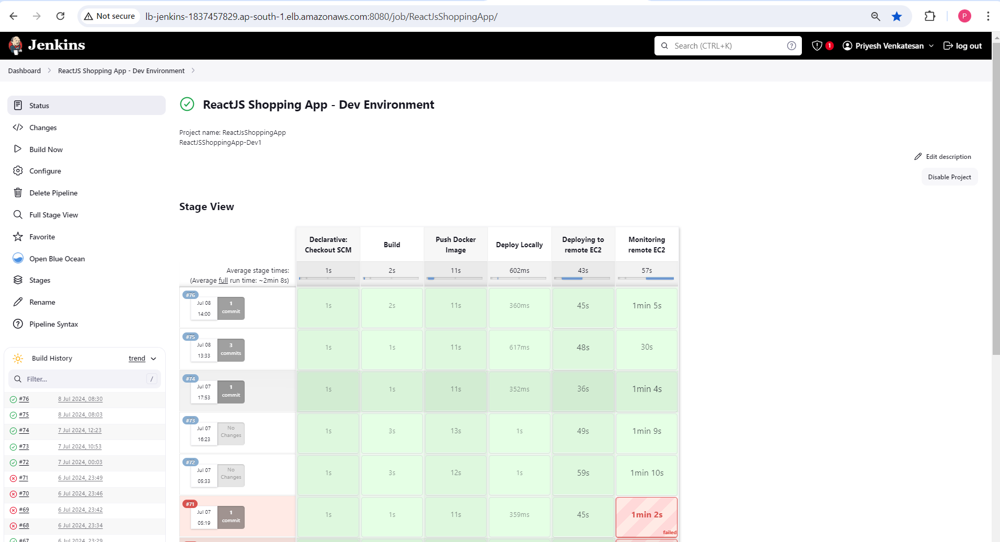 Not secure
lb-jenkins-1837457829.ap-south-1.elb.amazonaws.com:8080/job/ReactJsShoppingApp/
P
Jenkins
Search (CTRL+K)
?
1
Priyesh Venkatesan
log out
Dashboard
ReactJS Shopping App - Dev Environment
Status
Changes
Build Now
Configure
Delete Pipeline
Full Stage View
Favorite
Open Blue Ocean
Stages
Rename
Pipeline Syntax
Build History
trend
Filter...
/
#76 8 Jul 2024, 08:30
#75 8 Jul 2024, 08:03
#74 7 Jul 2024, 12:23
#73 7 Jul 2024, 10:53
#72 7 Jul 2024, 00:03
#71 6 Jul 2024, 23:49
#70 6 Jul 2024, 23:46
#69 6 Jul 2024, 23:42
#68 6 Jul 2024, 23:34
#67 6 Jul 2024, 23:29
ReactJS Shopping App - Dev Environment
Project name: ReactJsShoppingApp
ReactJSShoppingApp-Dev1
Edit description
Disable Project
Stage View
Declarative: Checkout SCM
Build
Push Docker Image
Deploy Locally
Deploying to remote EC2
Monitoring remote EC2
Average stage times:
(Average full run time: ~2min 8s)
1s 2s 11s 602ms 43s 57s
#76
Jul 08
14:00
1
commit
1s 2s 11s 360ms 45s 1min 5s
#75
Jul 08
13:33
3
commits
1s 1s 11s 617ms 48s 30s
#74
Jul 07
17:53
1
commit
1s 1s 11s 352ms 36s 1min 4s
#73
Jul 07
16:23
No
Changes
1s 3s 13s 1s 49s 1min 9s
#72
Jul 07
05:33
No
Changes
1s 3s 12s 1s 59s 1min 10s
#71
Jul 07
05:19
1
commit
1s 1s 11s 359ms 45s 1min 2s
failed